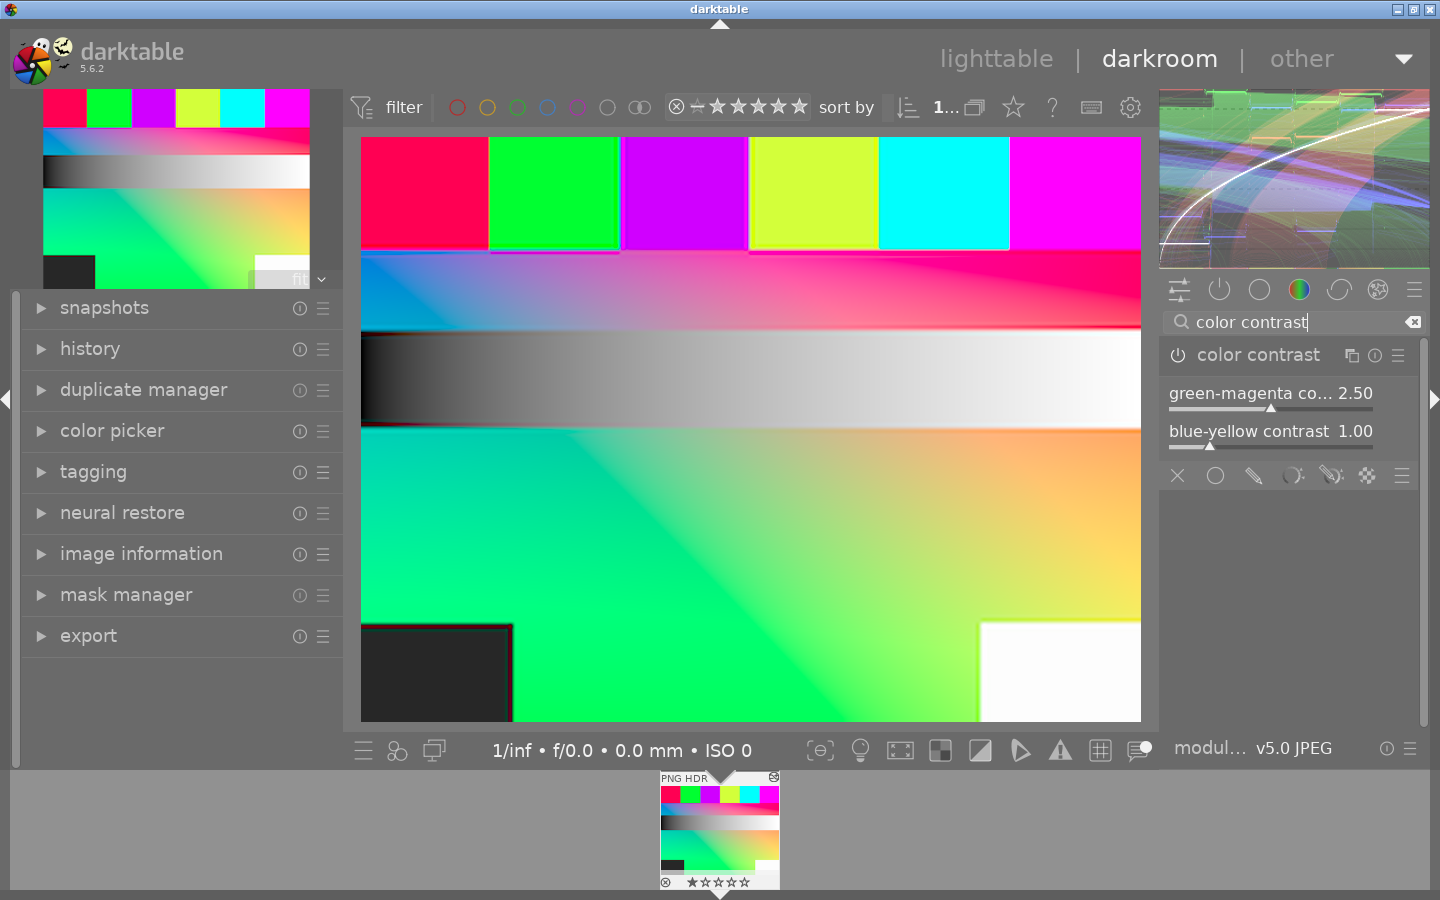 darktable
darktable
5.6.2
lighttable | darkroom | other
filter
sort by
1...
fit
snapshots
history
duplicate manager
color picker
tagging
neural restore
image information
mask manager
export
color contrast
color contrast
green-magenta co... 2.50
blue-yellow contrast 1.00
1/inf • f/0.0 • 0.0 mm • ISO 0
modul... v5.0 JPEG
PNG HDR